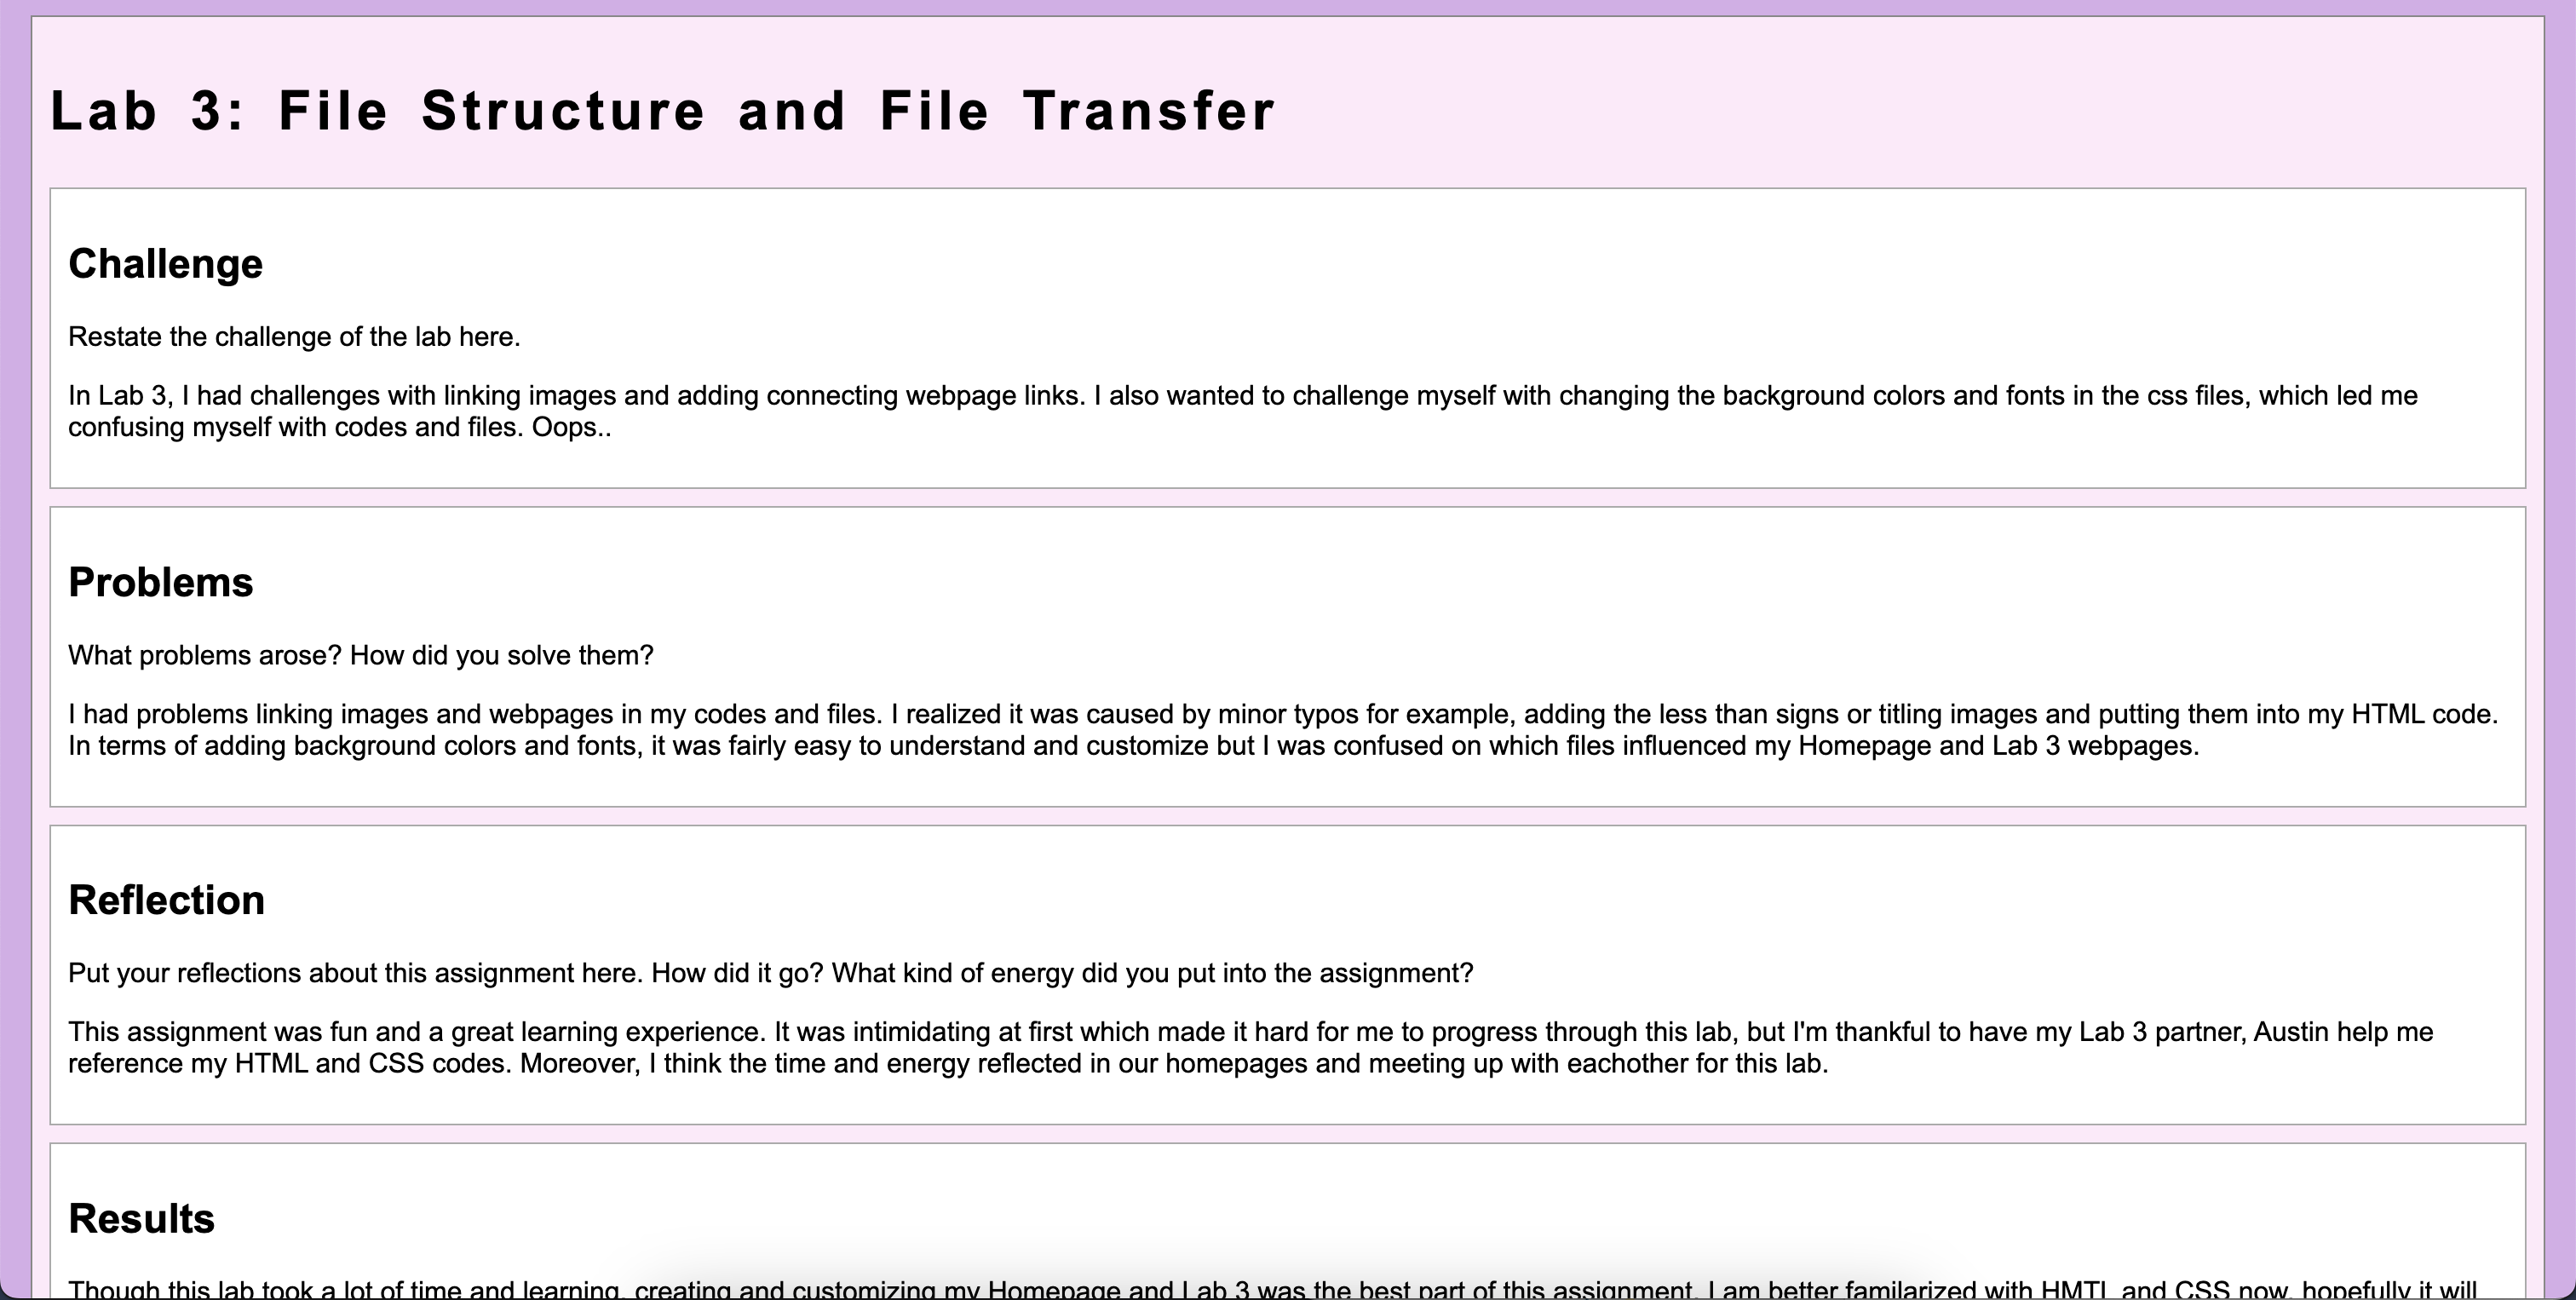 Lab 3: File Structure and File Transfer
Challenge
Restate the challenge of the lab here.
In Lab 3, I had challenges with linking images and adding connecting webpage links. I also wanted to challenge myself with changing the background colors and fonts in the css files, which led me
confusing myself with codes and files. Oops..
Problems
What problems arose? How did you solve them?
I had problems linking images and webpages in my codes and files. I realized it was caused by minor typos for example, adding the less than signs or titling images and putting them into my HTML code.
In terms of adding background colors and fonts, it was fairly easy to understand and customize but I was confused on which files influenced my Homepage and Lab 3 webpages.
Reflection
Put your reflections about this assignment here. How did it go? What kind of energy did you put into the assignment?
This assignment was fun and a great learning experience. It was intimidating at first which made it hard for me to progress through this lab, but I'm thankful to have my Lab 3 partner, Austin help me
reference my HTML and CSS codes. Moreover, I think the time and energy reflected in our homepages and meeting up with eachother for this lab.
Results
Though this lab took a lot of time and learning, creating and customizing my Homepage and Lab 3 was the best part of this assignment. I am better familarized with HMTL and CSS now, hopefully it will